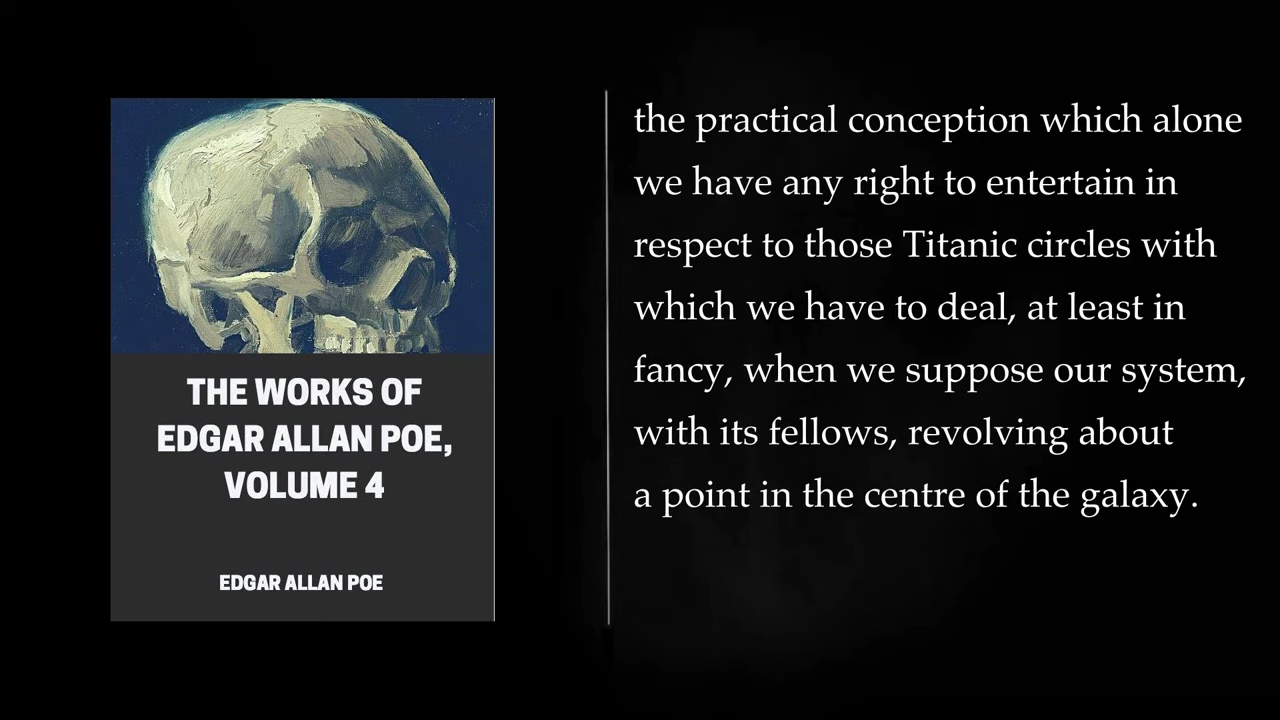 THE WORKS OF
EDGAR ALLAN POE,
VOLUME 4
EDGAR ALLAN POE
the practical conception which alone
we have any right to entertain in
respect to those Titanic circles with
which we have to deal, at least in
fancy, when we suppose our system,
with its fellows, revolving about
a point in the centre of the galaxy.